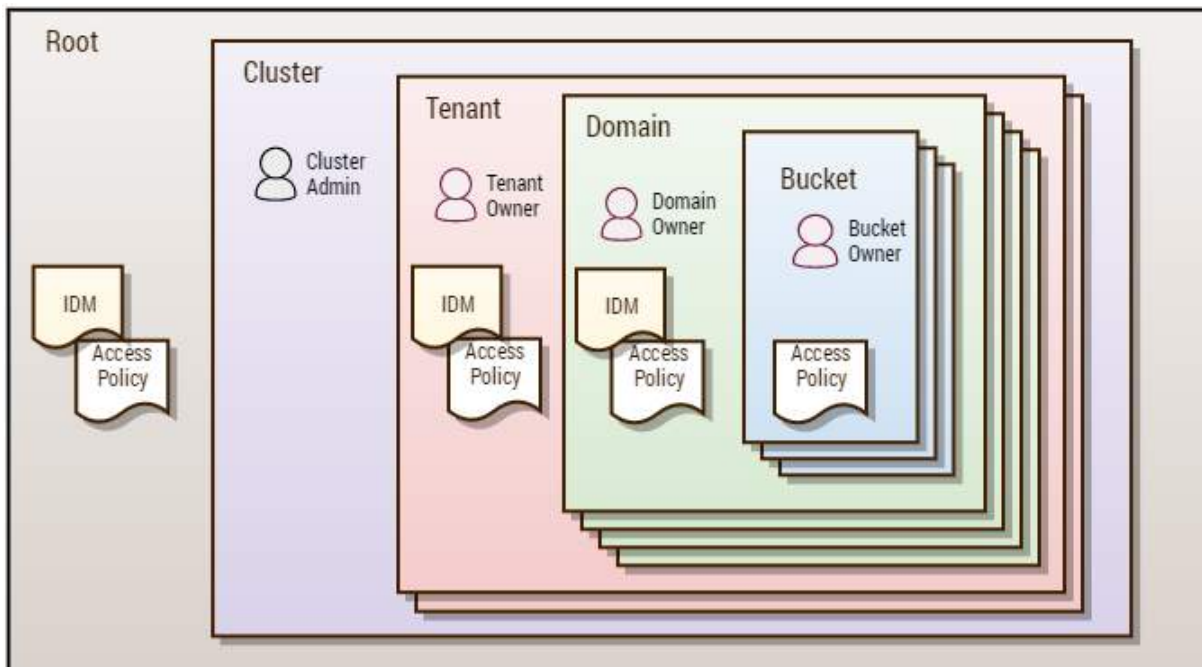 Root
Cluster
Cluster
Admin
Tenant
Tenant
Owner
Domain
Domain
Owner
Bucket
Bucket
Owner
IDM
Access
Policy
IDM
Access
Policy
IDM
Access
Policy
Access
Policy